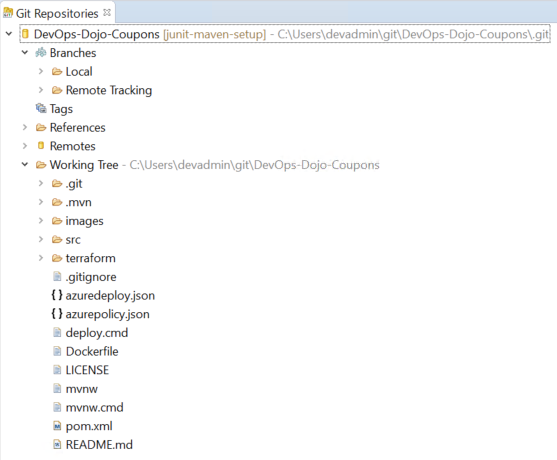 Git Repositories
DevOps-Dojo-Coupons [junit-maven-setup] - C:\Users\devadmin\git\DevOps-Dojo-Coupons\.git
Branches
Local
Remote Tracking
Tags
References
Remotes
Working Tree - C:\Users\devadmin\git\DevOps-Dojo-Coupons
.git
.mvn
images
src
terraform
.gitignore
{ } azuredeploy.json
{ } azurepolicy.json
deploy.cmd
Dockerfile
LICENSE
mvnw
mvnw.cmd
pom.xml
README.md